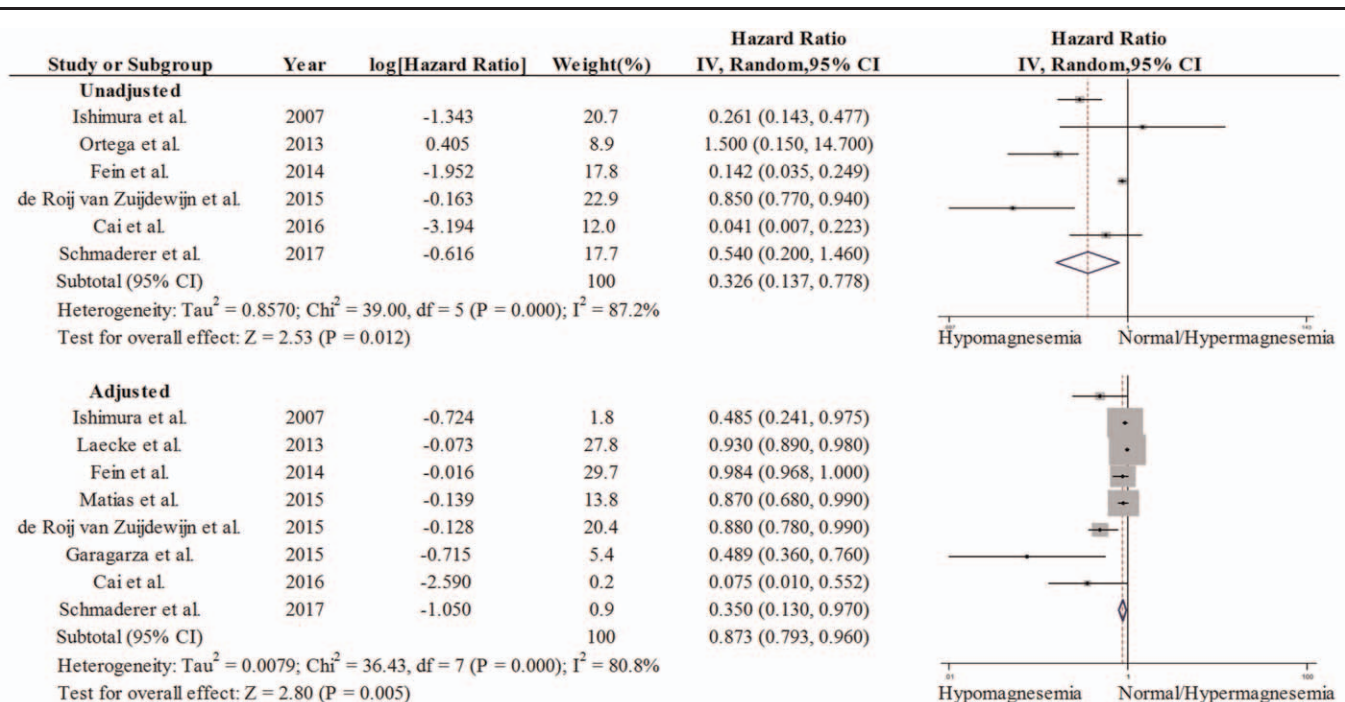 Hazard Ratio Hazard Ratio
Study or Subgroup Year log[Hazard Ratio] Weight(%) IV, Random,95% CI IV, Random,95% CI
Unadjusted
Ishimura et al. 2007 -1.343 20.7 0.261 (0.143, 0.477)
Ortega et al. 2013 0.405 8.9 1.500 (0.150, 14.700)
Fein et al. 2014 -1.952 17.8 0.142 (0.035, 0.249)
de Roij van Zuijdewijn et al. 2015 -0.163 22.9 0.850 (0.770, 0.940)
Cai et al. 2016 -3.194 12.0 0.041 (0.007, 0.223)
Schmaderer et al. 2017 -0.616 17.7 0.540 (0.200, 1.460)
Subtotal (95% CI) 100 0.326 (0.137, 0.778)
Heterogeneity: Tau² = 0.8570; Chi² = 39.00, df = 5 (P = 0.000); I² = 87.2%
Test for overall effect: Z = 2.53 (P = 0.012)
.007 1 143
Hypomagnesemia Normal/Hypermagnesemia
Adjusted
Ishimura et al. 2007 -0.724 1.8 0.485 (0.241, 0.975)
Laecke et al. 2013 -0.073 27.8 0.930 (0.890, 0.980)
Fein et al. 2014 -0.016 29.7 0.984 (0.968, 1.000)
Matias et al. 2015 -0.139 13.8 0.870 (0.680, 0.990)
de Roij van Zuijdewijn et al. 2015 -0.128 20.4 0.880 (0.780, 0.990)
Garagarza et al. 2015 -0.715 5.4 0.489 (0.360, 0.760)
Cai et al. 2016 -2.590 0.2 0.075 (0.010, 0.552)
Schmaderer et al. 2017 -1.050 0.9 0.350 (0.130, 0.970)
Subtotal (95% CI) 100 0.873 (0.793, 0.960)
Heterogeneity: Tau² = 0.0079; Chi² = 36.43, df = 7 (P = 0.000); I² = 80.8%
Test for overall effect: Z = 2.80 (P = 0.005)
.01 1 100
Hypomagnesemia Normal/Hypermagnesemia